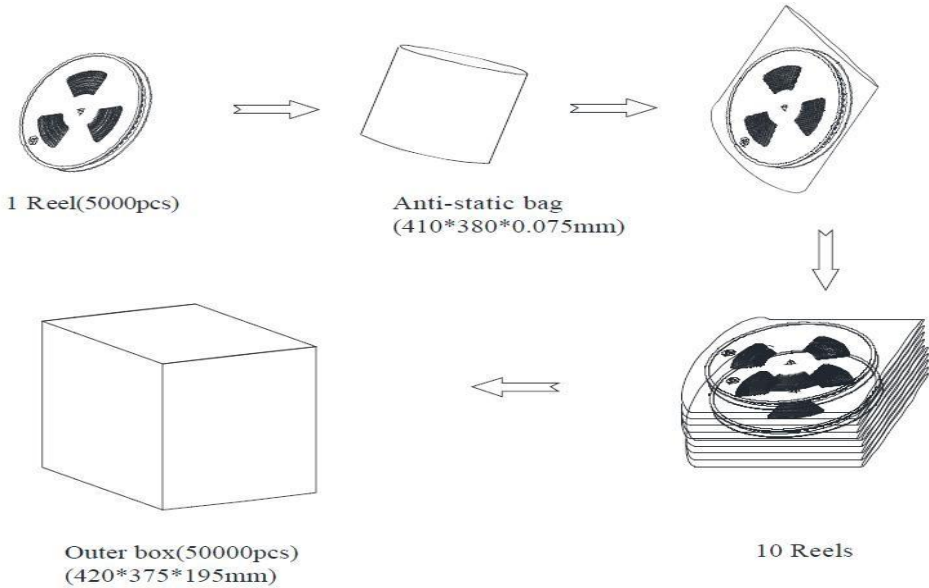 1 Reel(5000pcs)
Anti-static bag
(410*380*0.075mm)
Outer box(50000pcs)
(420*375*195mm)
10 Reels